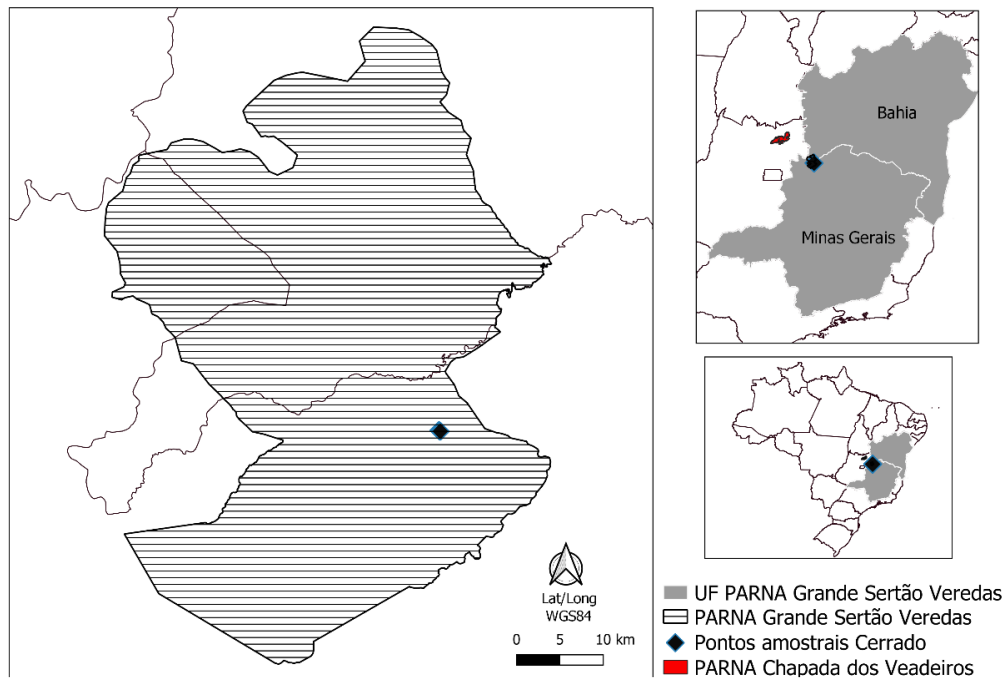 Bahia
Minas Gerais
Lat/Long
WGS84
0 5 10 km
UF PARNA Grande Sertão Veredas
PARNA Grande Sertão Veredas
Pontos amostrais Cerrado
PARNA Chapada dos Veadeiros